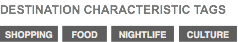 DESTINATION CHARACTERISTIC TAGS
SHOPPING FOOD NIGHTLIFE CULTURE